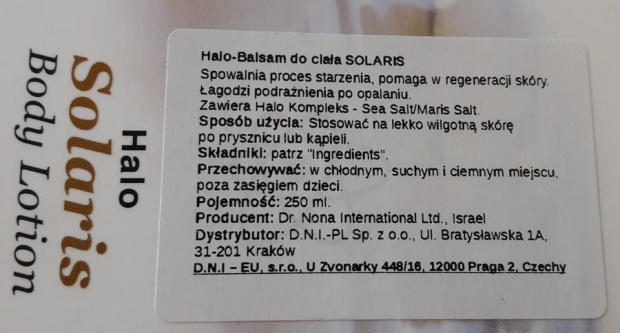 Halo
Solaris
Body Lotion
Halo-Balsam do ciała SOLARIS
Spowalnia proces starzenia, pomaga w regeneracji skóry.
Łagodzi podrażnienia po opalaniu.
Zawiera Halo Kompleks - Sea Salt/Maris Salt.
Sposób użycia: Stosować na lekko wilgotną skórę
po prysznicu lub kąpieli.
Składniki: patrz "Ingredients".
Przechowywać: w chłodnym, suchym i ciemnym miejscu,
poza zasięgiem dzieci.
Pojemność: 250 ml.
Producent: Dr. Nona International Ltd., Israel
Dystrybutor: D.N.I.-PL Sp. z o.o., Ul. Bratysławska 1A,
31-201 Kraków
D.N.I – EU, s.r.o., U Zvonarky 448/16, 12000 Praga 2, Czechy